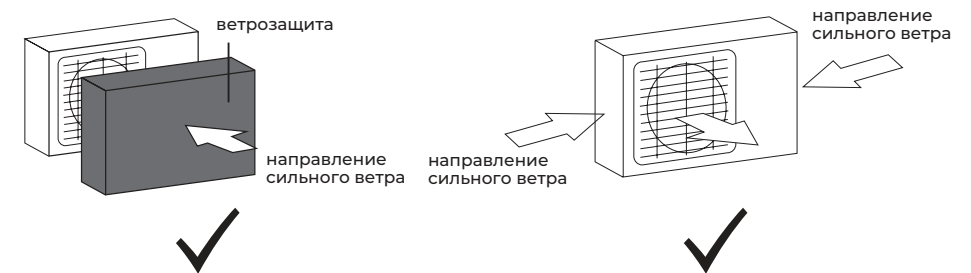 ветрозащита
направление
сильного ветра
направление
сильного ветра
направление
сильного ветра